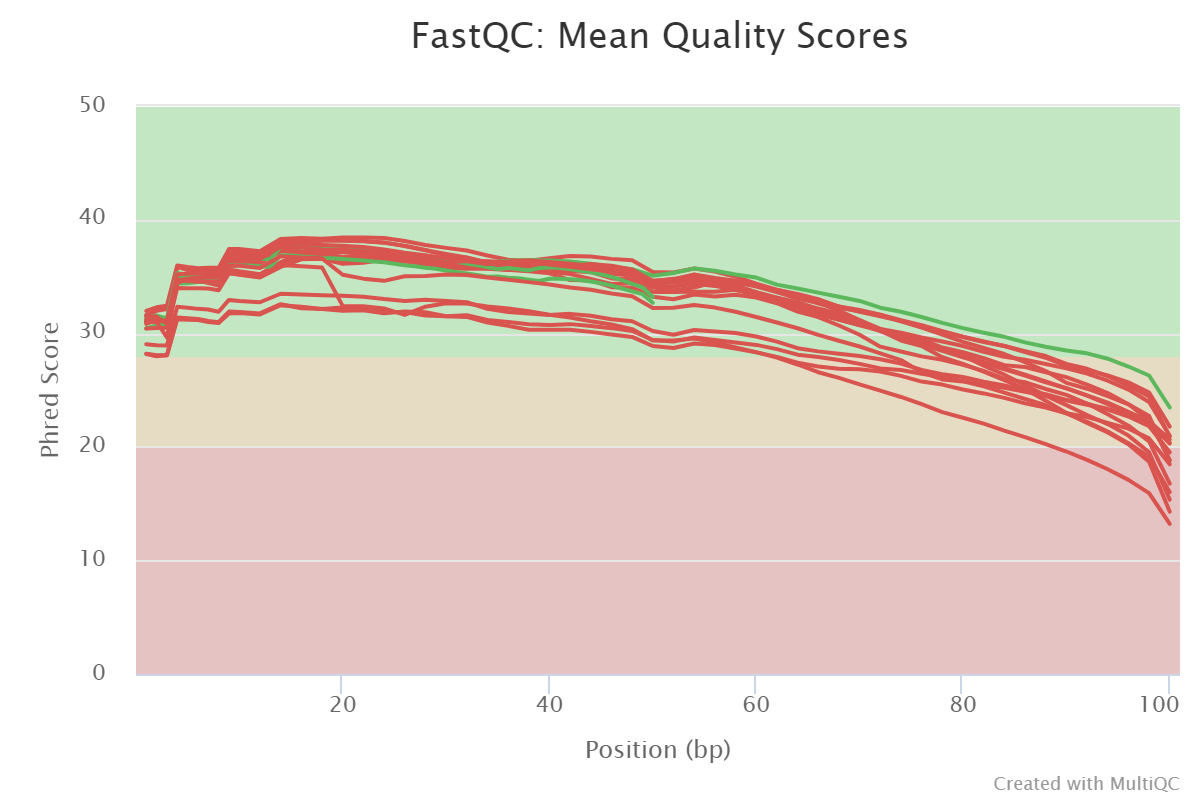 FastQC: Mean Quality Scores
50
40
30
20
10
0
Phred Score
20 40 60 80 100
Position (bp)
Created with MultiQC